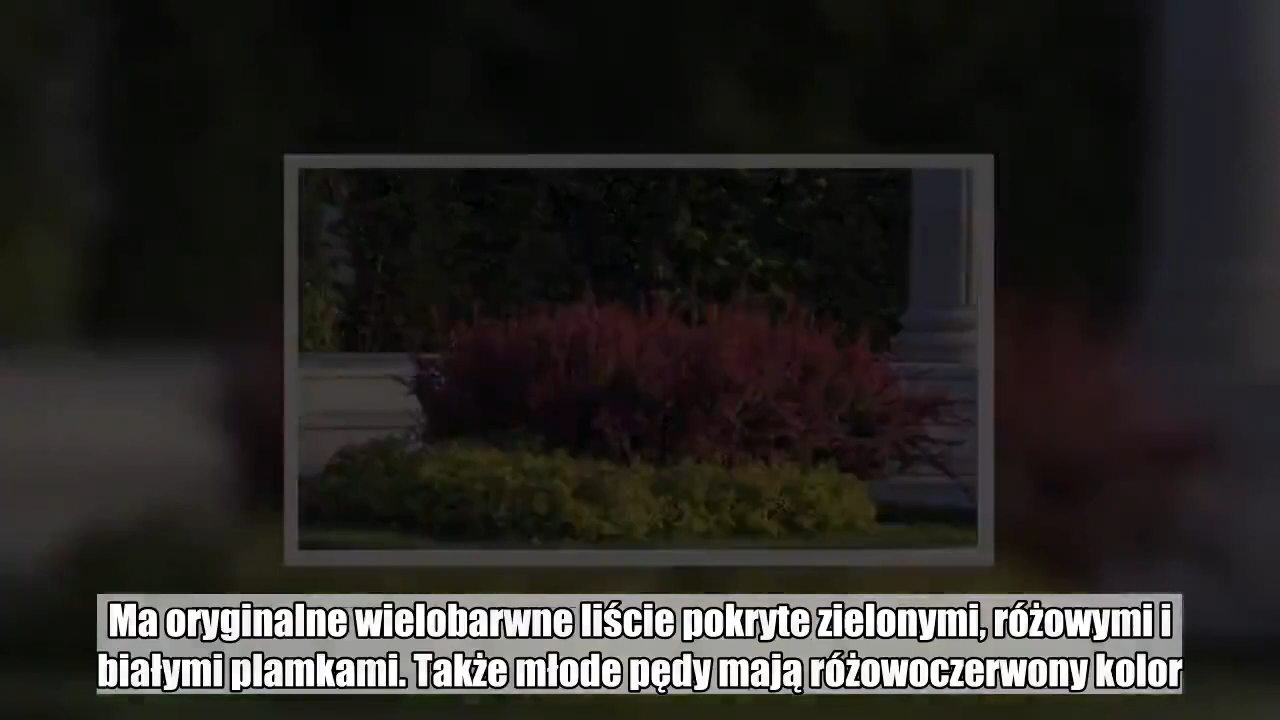 Ma oryginalne wielobarwne liście pokryte zielonymi, różowymi i
białymi plamkami. Także młode pędy mają różowoczerwony kolor